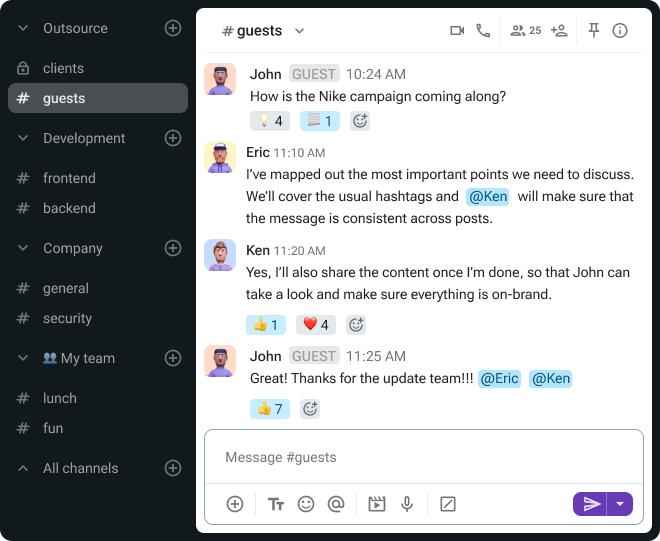 Outsource
clients
# guests
Development
# frontend
# backend
Company
# general
# security
My team
# lunch
# fun
All channels
# guests
25
John GUEST 10:24 AM
How is the Nike campaign coming along?
4 1
Eric 11:10 AM
I’ve mapped out the most important points we need to discuss.
We’ll cover the usual hashtags and @Ken will make sure that
the message is consistent across posts.
Ken 11:20 AM
Yes, I’ll also share the content once I’m done, so that John can
take a look and make sure everything is on-brand.
👍 1 ❤️ 4
John GUEST 11:25 AM
Great! Thanks for the update team!!! @Eric @Ken
👍 7
Message #guests
TT @